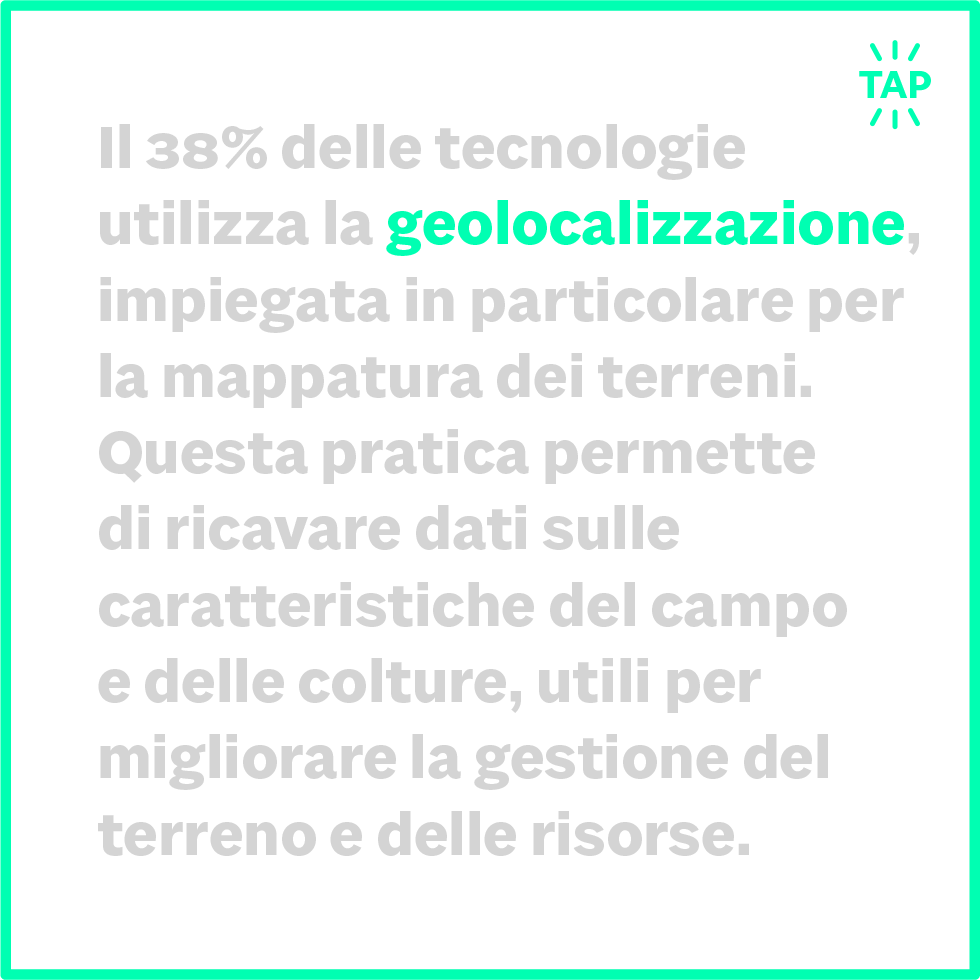 TAP
Il 38% delle tecnologie
utilizza la geolocalizzazione,
impiegata in particolare per
la mappatura dei terreni.
Questa pratica permette
di ricavare dati sulle
caratteristiche del campo
e delle colture, utili per
migliorare la gestione del
terreno e delle risorse.